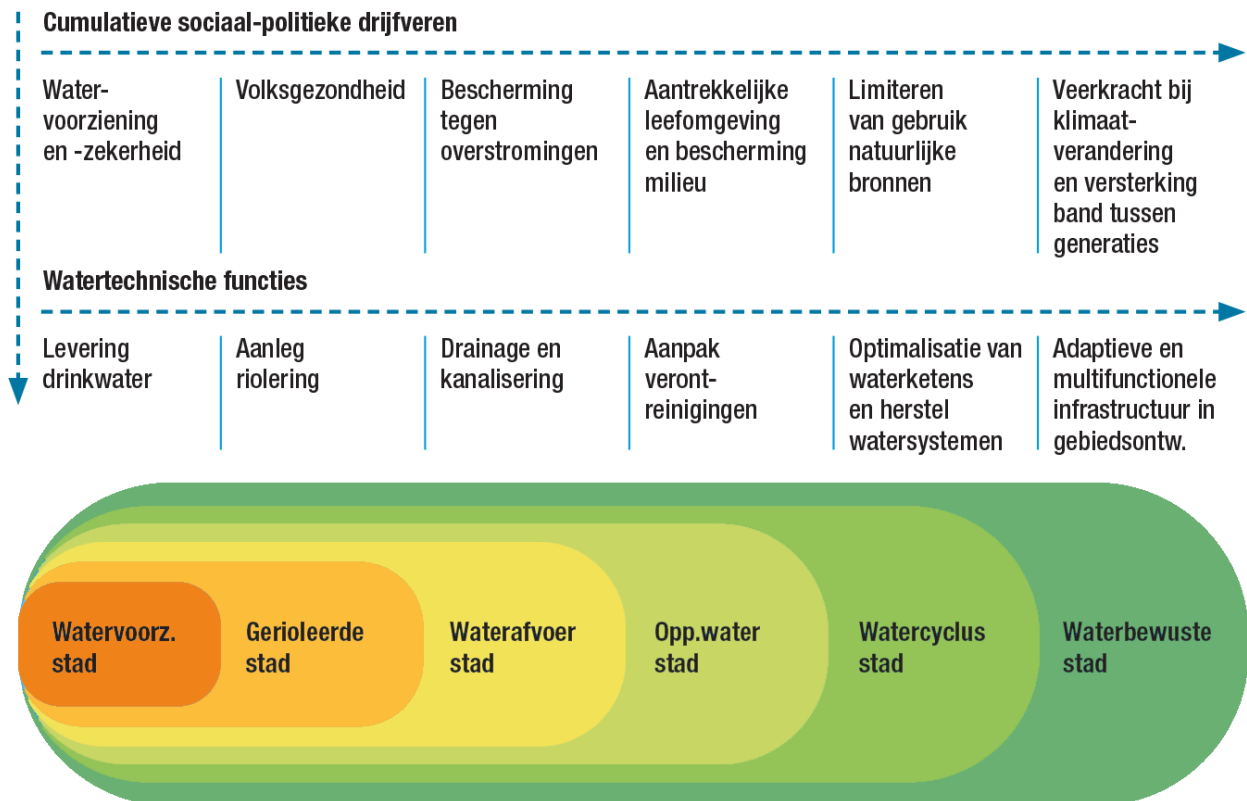 Cumulatieve sociaal-politieke drijfveren
Water-
voorziening
en -zekerheid
Volksgezondheid
Bescherming
tegen
overstromingen
Aantrekkelijke
leefomgeving
en bescherming
milieu
Limiteren
van gebruik
natuurlijke
bronnen
Veerkracht bij
klimaat-
verandering
en versterking
band tussen
generaties
Watertechnische functies
Levering
drinkwater
Aanleg
riolering
Drainage en
kanalisering
Aanpak
veront-
reinigingen
Optimalisatie van
waterketens
en herstel
watersystemen
Adaptieve en
multifunctionele
infrastructuur in
gebiedsontw.
Watervoorz.
stad
Gerioleerde
stad
Waterafvoer
stad
Opp.water
stad
Watercyclus
stad
Waterbewuste
stad